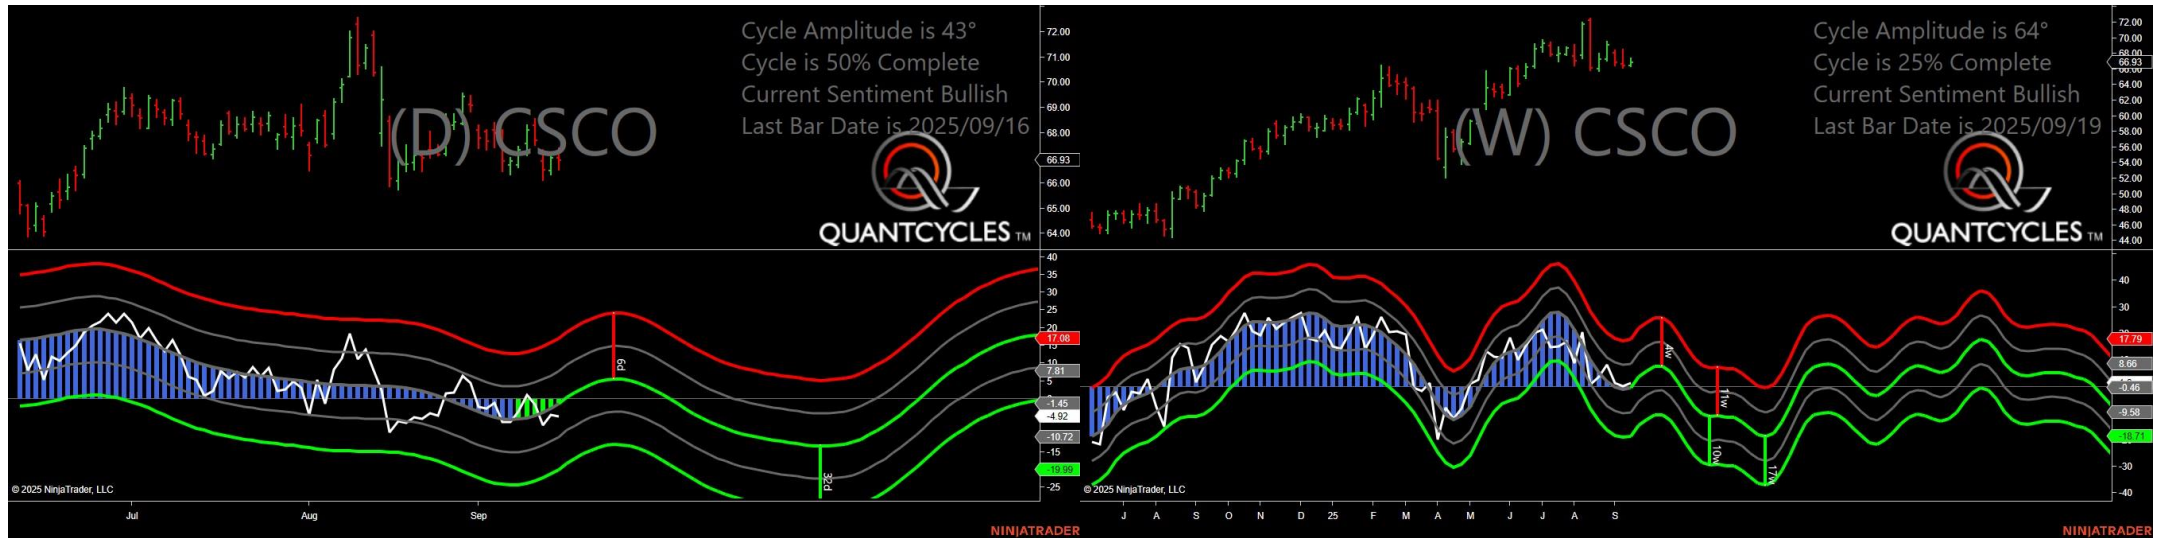 Cycle Amplitude is 43°
Cycle is 50% Complete
Current Sentiment Bullish
Last Bar Date is 2025/09/16
(D) CSCO
QUANTCYCLES TM
72.00
71.00
70.00
69.00
68.00
66.93
66.00
65.00
64.00
40
35
30
25
20
17.08
15
10
7.81
5
-1.45
-4.92
-10.72
-15
-19.99
-25
6d
32d
© 2025 NinjaTrader, LLC
Jul Aug Sep
NINJATRADER
Cycle Amplitude is 64°
Cycle is 25% Complete
Current Sentiment Bullish
Last Bar Date is 2025/09/19
(W) CSCO
QUANTCYCLES TM
72.00
70.00
68.00
66.93
66.00
64.00
62.00
60.00
58.00
56.00
54.00
52.00
50.00
48.00
46.00
44.00
40
30
17.79
8.66
-0.46
-9.58
-18.71
-30
-40
4w
11w
10w
17w
© 2025 NinjaTrader, LLC
J A S O N D 25 F M A M J J A S
NINJATRADER